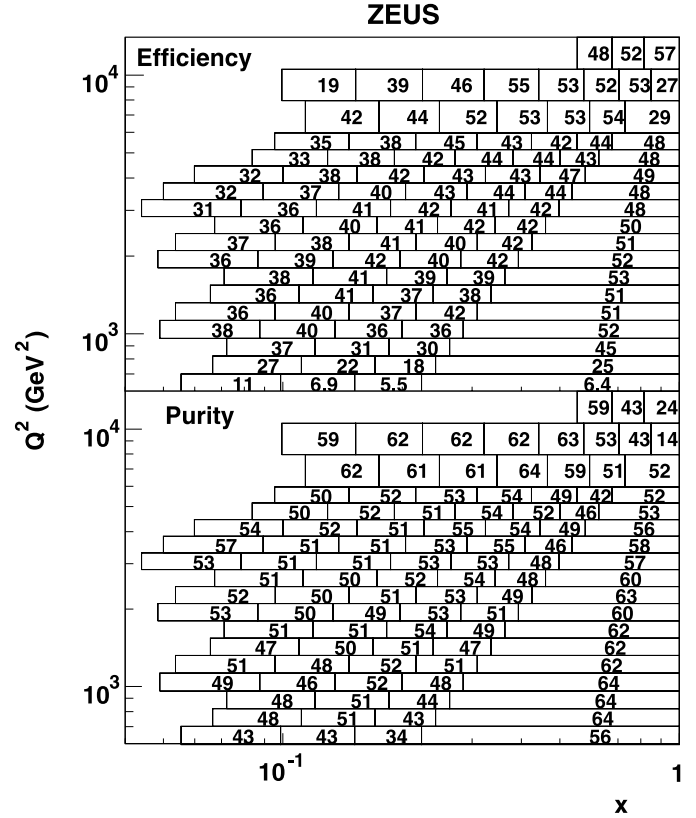 ZEUS
Efficiency
48 52 57
10⁴
19 39 46 55 53 52 53 27
42 44 52 53 53 54 29
35 38 45 43 42 44 48
33 38 42 44 44 43 48
32 38 42 43 43 47 49
32 37 40 43 44 44 48
31 36 41 42 41 42 48
36 40 41 42 42 50
37 38 41 40 42 51
36 39 42 40 42 52
38 41 39 39 53
36 41 37 38 51
36 40 37 42 51
10³
38 40 36 36 52
37 31 30 45
27 22 18 25
11 6.9 5.5 6.4
Q² (GeV²)
Purity
59 43 24
10⁴
59 62 62 62 63 53 43 14
62 61 61 64 59 51 52
50 52 53 54 49 42 52
50 52 51 54 52 46 53
54 52 51 55 54 49 56
57 51 51 53 55 46 58
53 51 51 53 53 48 57
51 50 52 54 48 60
52 50 51 53 49 63
53 50 49 53 51 60
51 51 54 49 62
47 50 51 47 62
51 48 52 51 62
10³
49 46 52 48 64
48 51 44 64
48 51 43 64
43 43 34 56
10⁻¹ 1
x